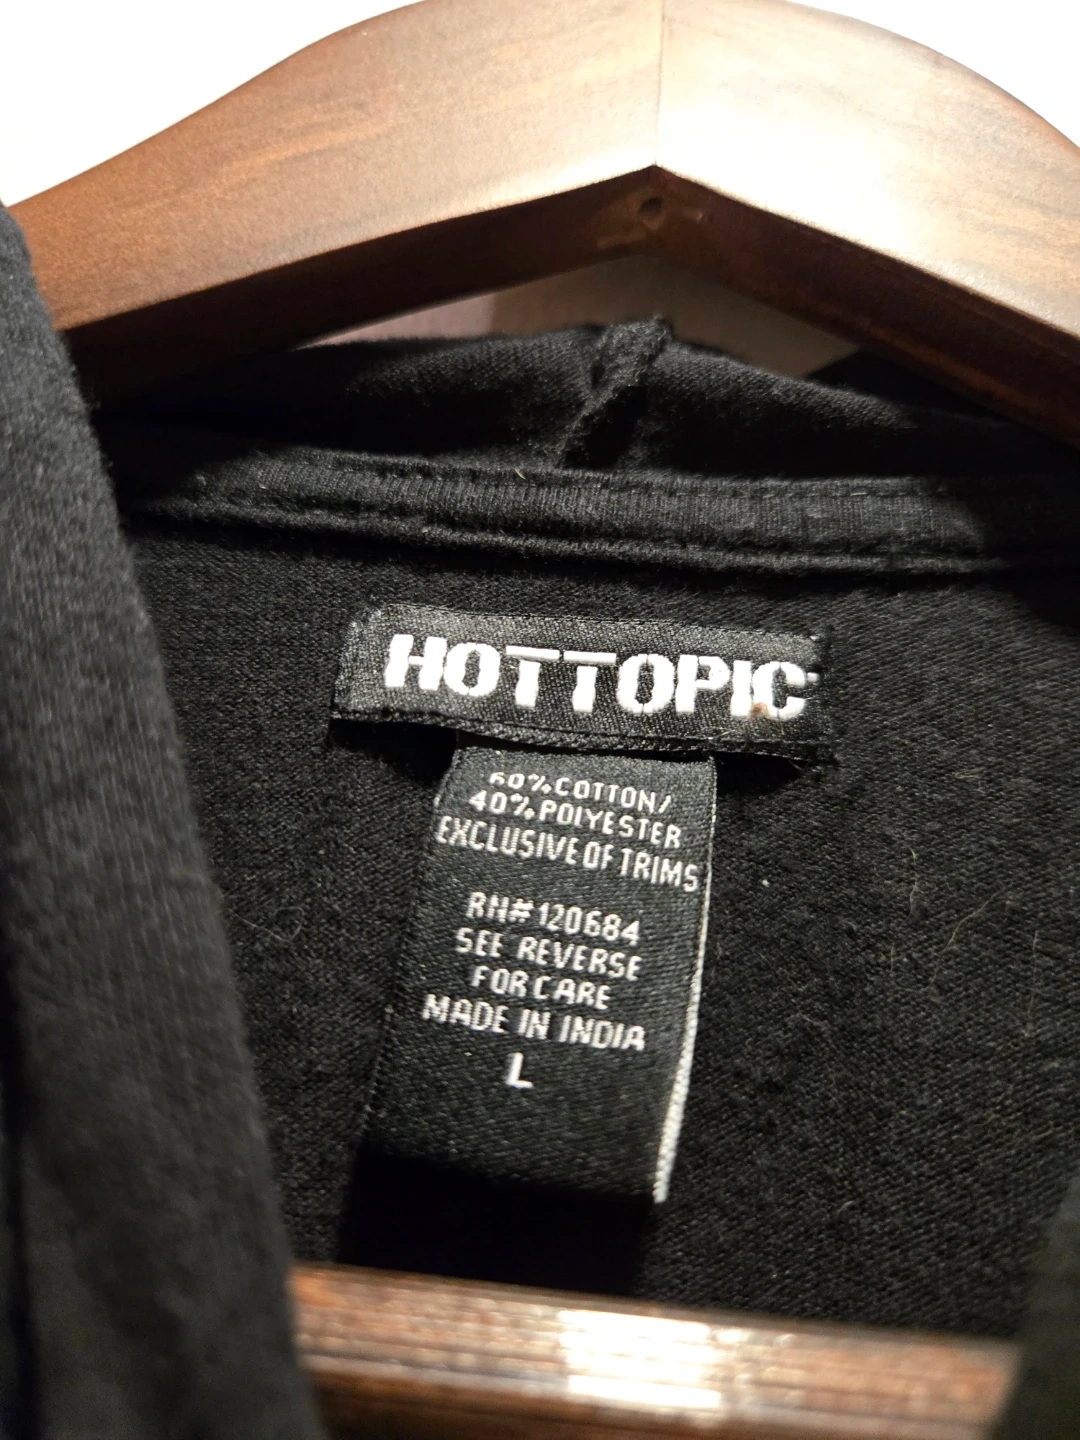 HOTTOPIC
60% COTTON/
40% POLYESTER
EXCLUSIVE OF TRIMS
RN# 120684
SEE REVERSE
FOR CARE
MADE IN INDIA
L